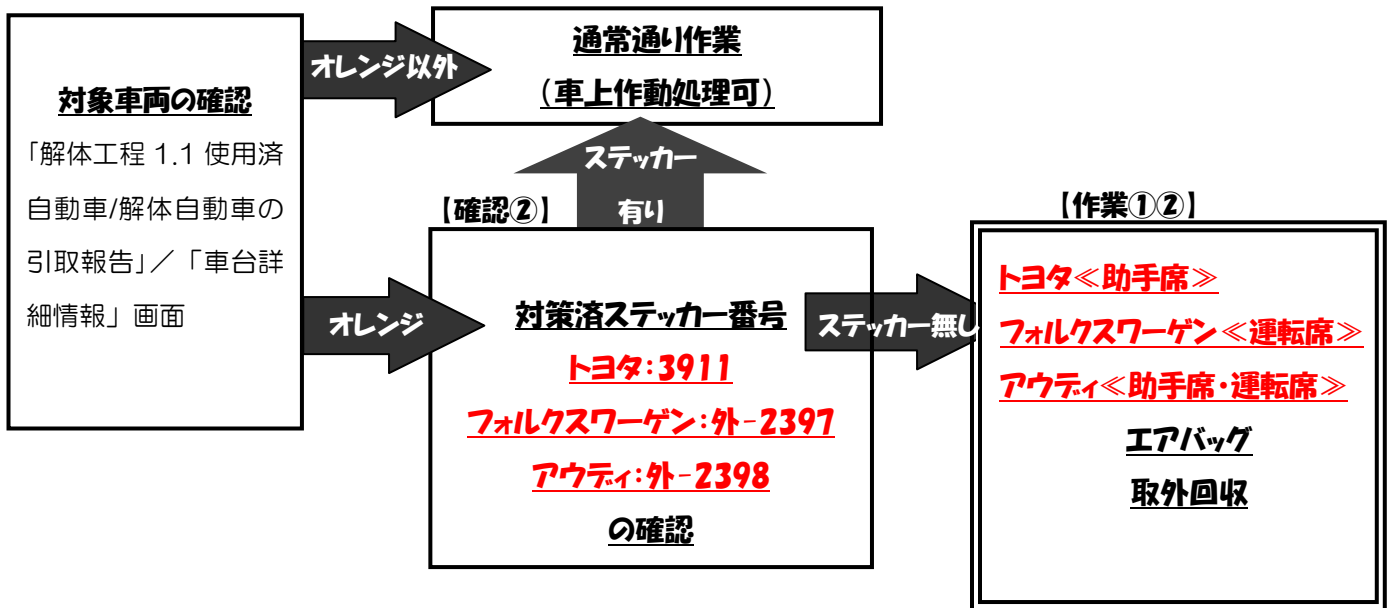 対象車両の確認
「解体工程 1.1 使用済
自動車/解体自動車の
引取報告」／「車台詳
細情報」画面
オレンジ以外
通常通り作業
（車上作動処理可）
ステッカー
有り
オレンジ
【確認②】
対策済ステッカー番号
トヨタ：3911
フォルクスワーゲン：外-2397
アウディ：外-2398
の確認
ステッカー無し
【作業①②】
トヨタ≪助手席≫
フォルクスワーゲン≪運転席≫
アウディ≪助手席・運転席≫
エアバッグ
取外回収